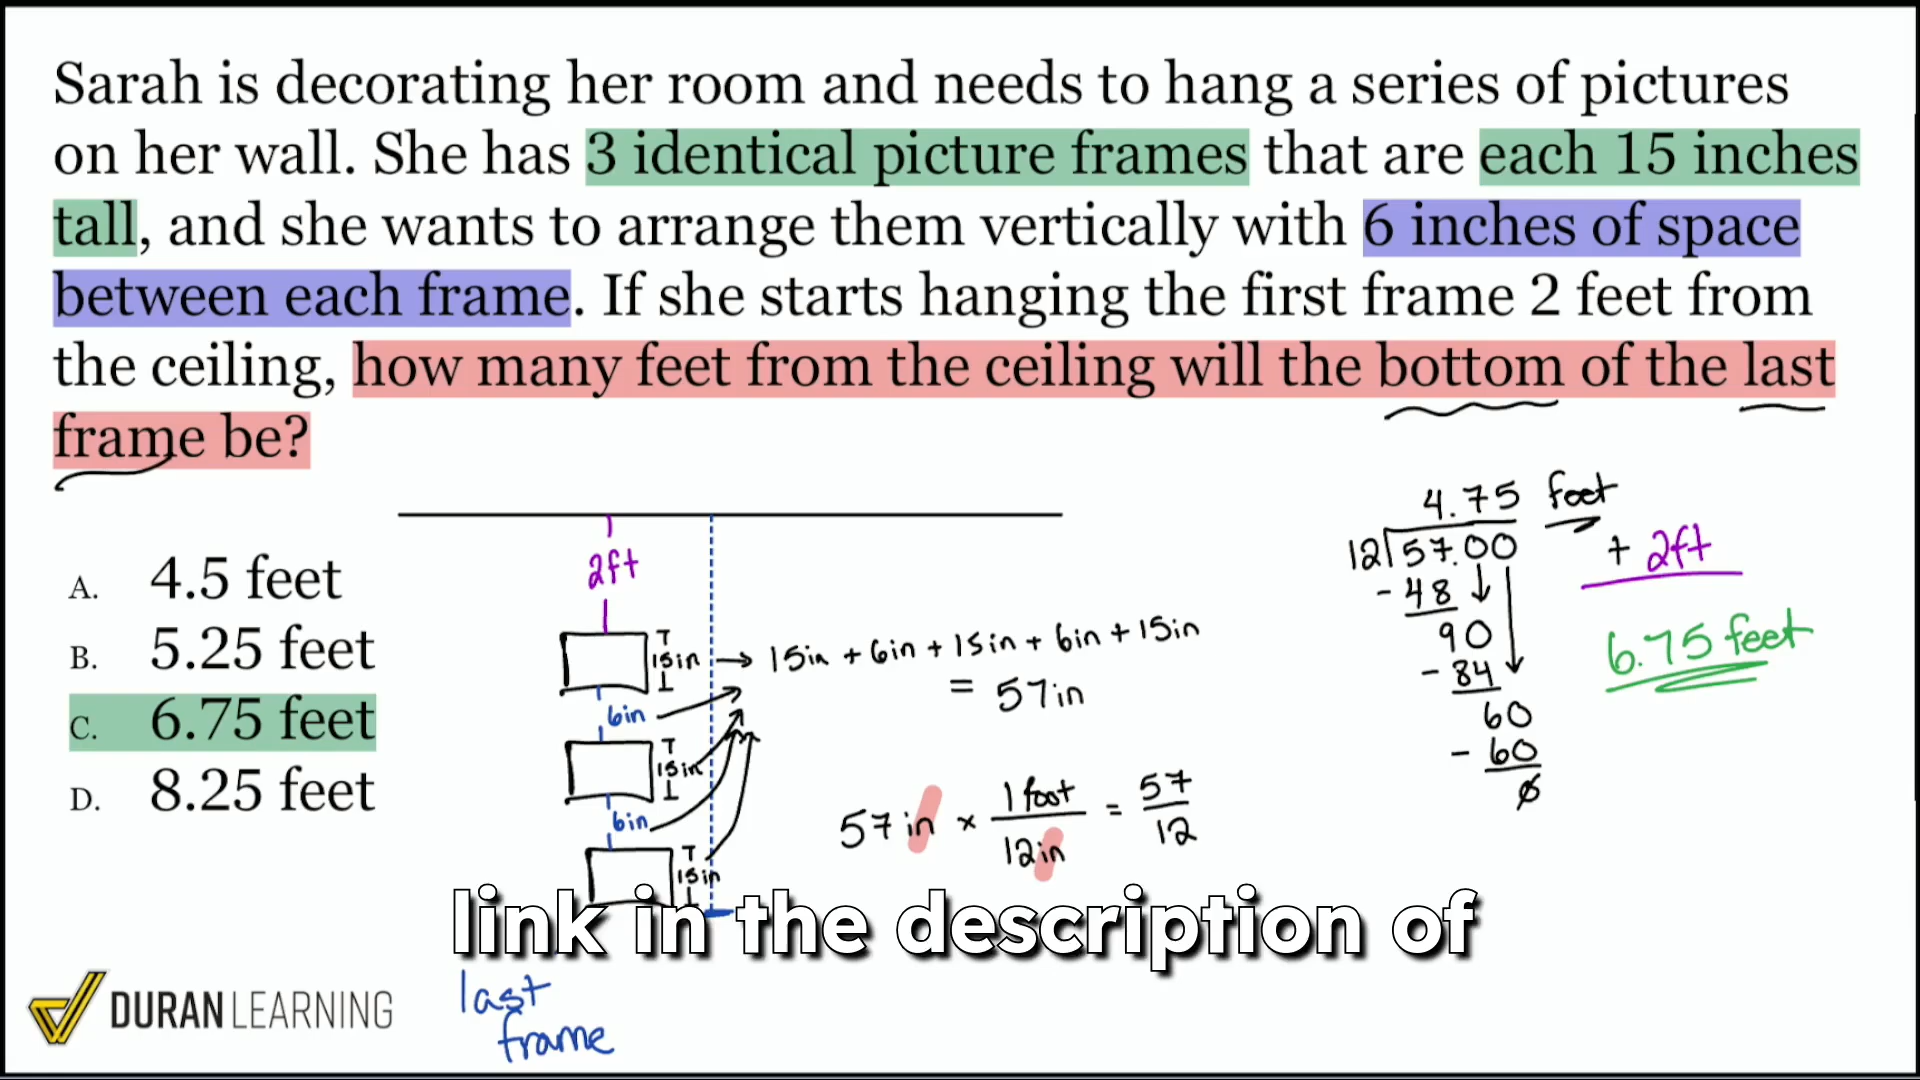 Sarah is decorating her room and needs to hang a series of pictures
on her wall. She has 3 identical picture frames that are each 15 inches
tall, and she wants to arrange them vertically with 6 inches of space
between each frame. If she starts hanging the first frame 2 feet from
the ceiling, how many feet from the ceiling will the bottom of the last
frame be?
A. 4.5 feet
B. 5.25 feet
C. 6.75 feet
D. 8.25 feet
2ft
15in
6in
15in
6in
15in
15in + 6in + 15in + 6in + 15in
= 57in
57 in × 1 foot / 12 in = 57 / 12
4.75 feet
12 57.00
- 48
90
- 84
60
- 60
0
+ 2ft
6.75 feet
link in the description of
last
frame
DURAN LEARNING